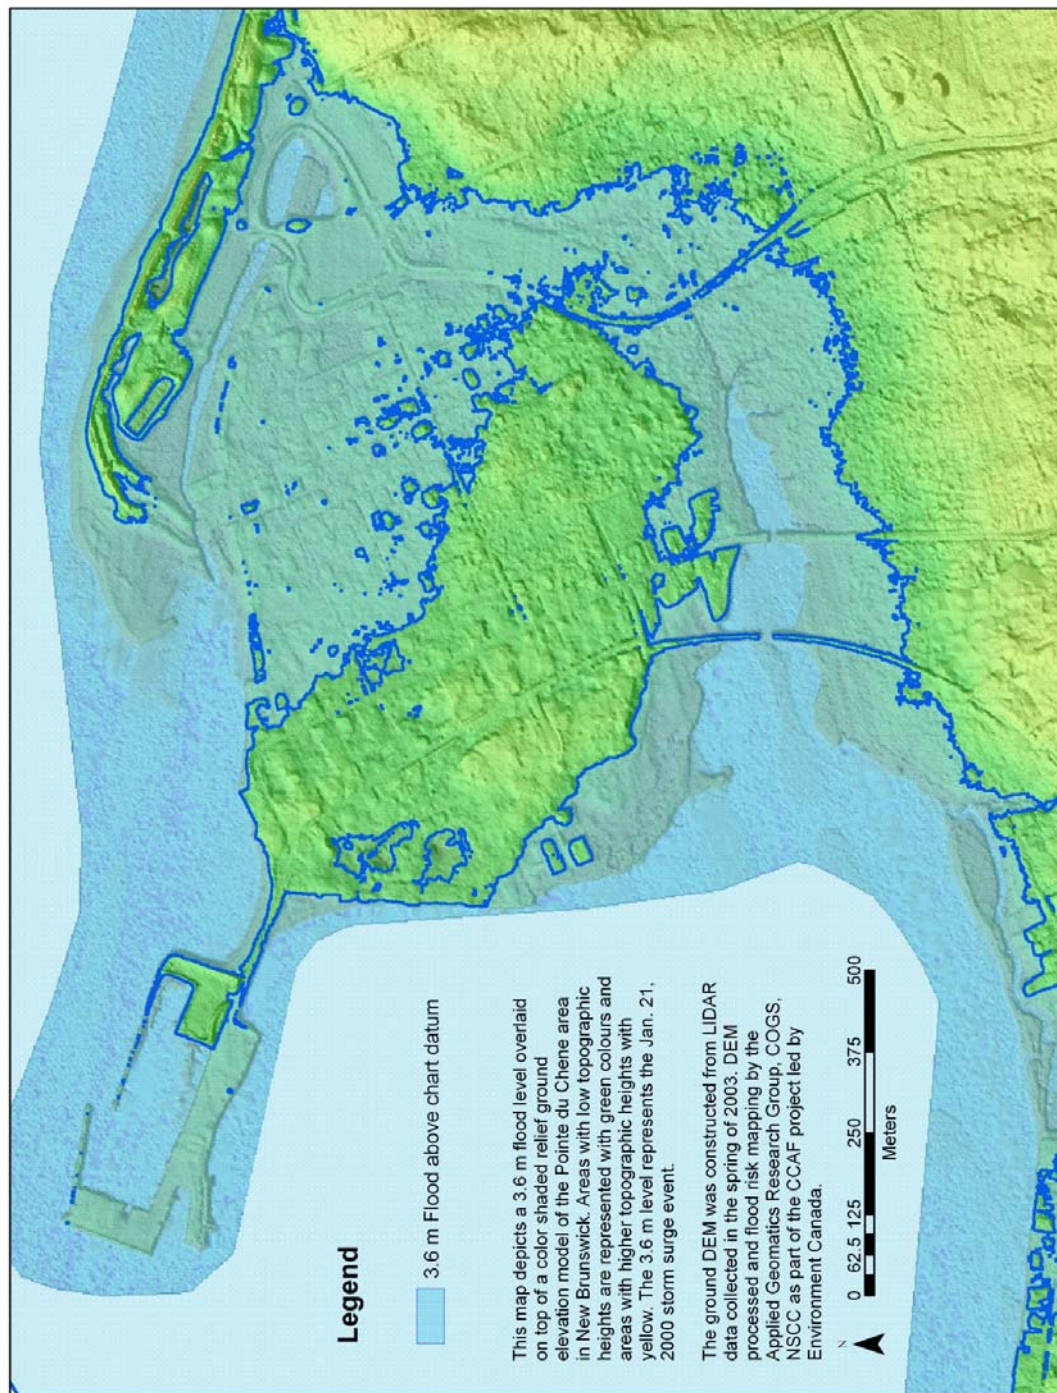 Legend
3.6 m Flood above chart datum
This map depicts a 3.6 m flood level overlaid
on top of a color shaded relief ground
elevation model of the Pointe du Chene area
in New Brunswick. Areas with low topographic
heights are represented with green colours and
areas with higher topographic heights with
yellow. The 3.6 m level represents the Jan. 21,
2000 storm surge event.
The ground DEM was constructed from LIDAR
data collected in the spring of 2003. DEM
processed and flood risk mapping by the
Applied Geomatics Research Group, COGS,
NSCC as part of the CCAF project led by
Environment Canada.
N
0 62.5 125 250 375 500
Meters